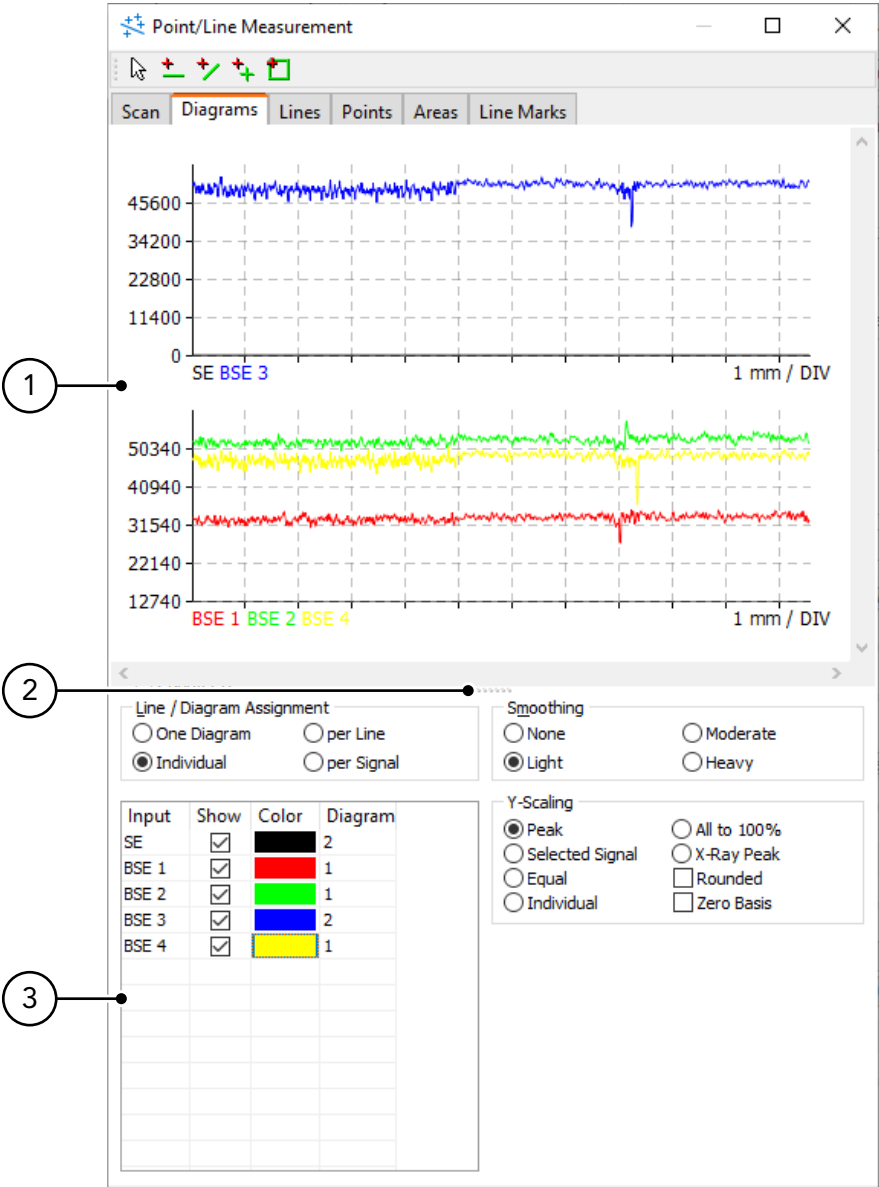 Point/Line Measurement
Scan Diagrams Lines Points Areas Line Marks
45600
34200
22800
11400
0
SE BSE 3 1 mm / DIV
1
50340
40940
31540
22140
12740
BSE 1 BSE 2 BSE 4 1 mm / DIV
2
Line / Diagram Assignment
One Diagram per Line
Individual per Signal
Smoothing
None Moderate
Light Heavy
Input Show Color Diagram
SE 2
BSE 1 1
BSE 2 1
BSE 3 2
BSE 4 1
3
Y-Scaling
Peak All to 100%
Selected Signal X-Ray Peak
Equal Rounded
Individual Zero Basis